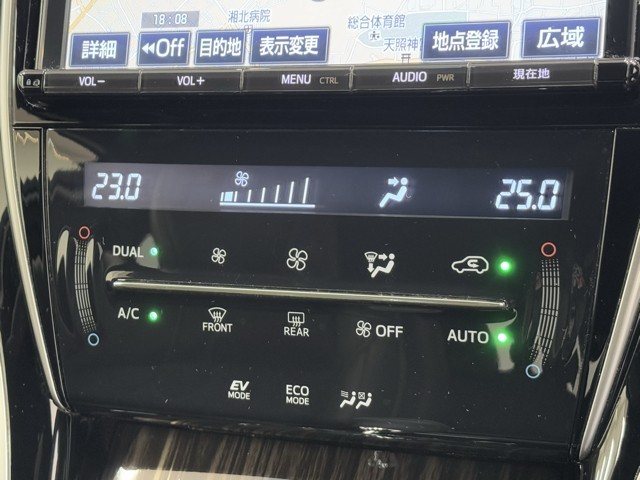 18:08
湘北病院
総合体育館
天照神
詳細
◀◀Off
目的地
表示変更
地点登録
広域
VOL−
VOL+
MENU CTRL
AUDIO PWR
現在地
23.0
25.0
DUAL
A/C
FRONT
REAR
OFF
AUTO
EV MODE
ECO MODE